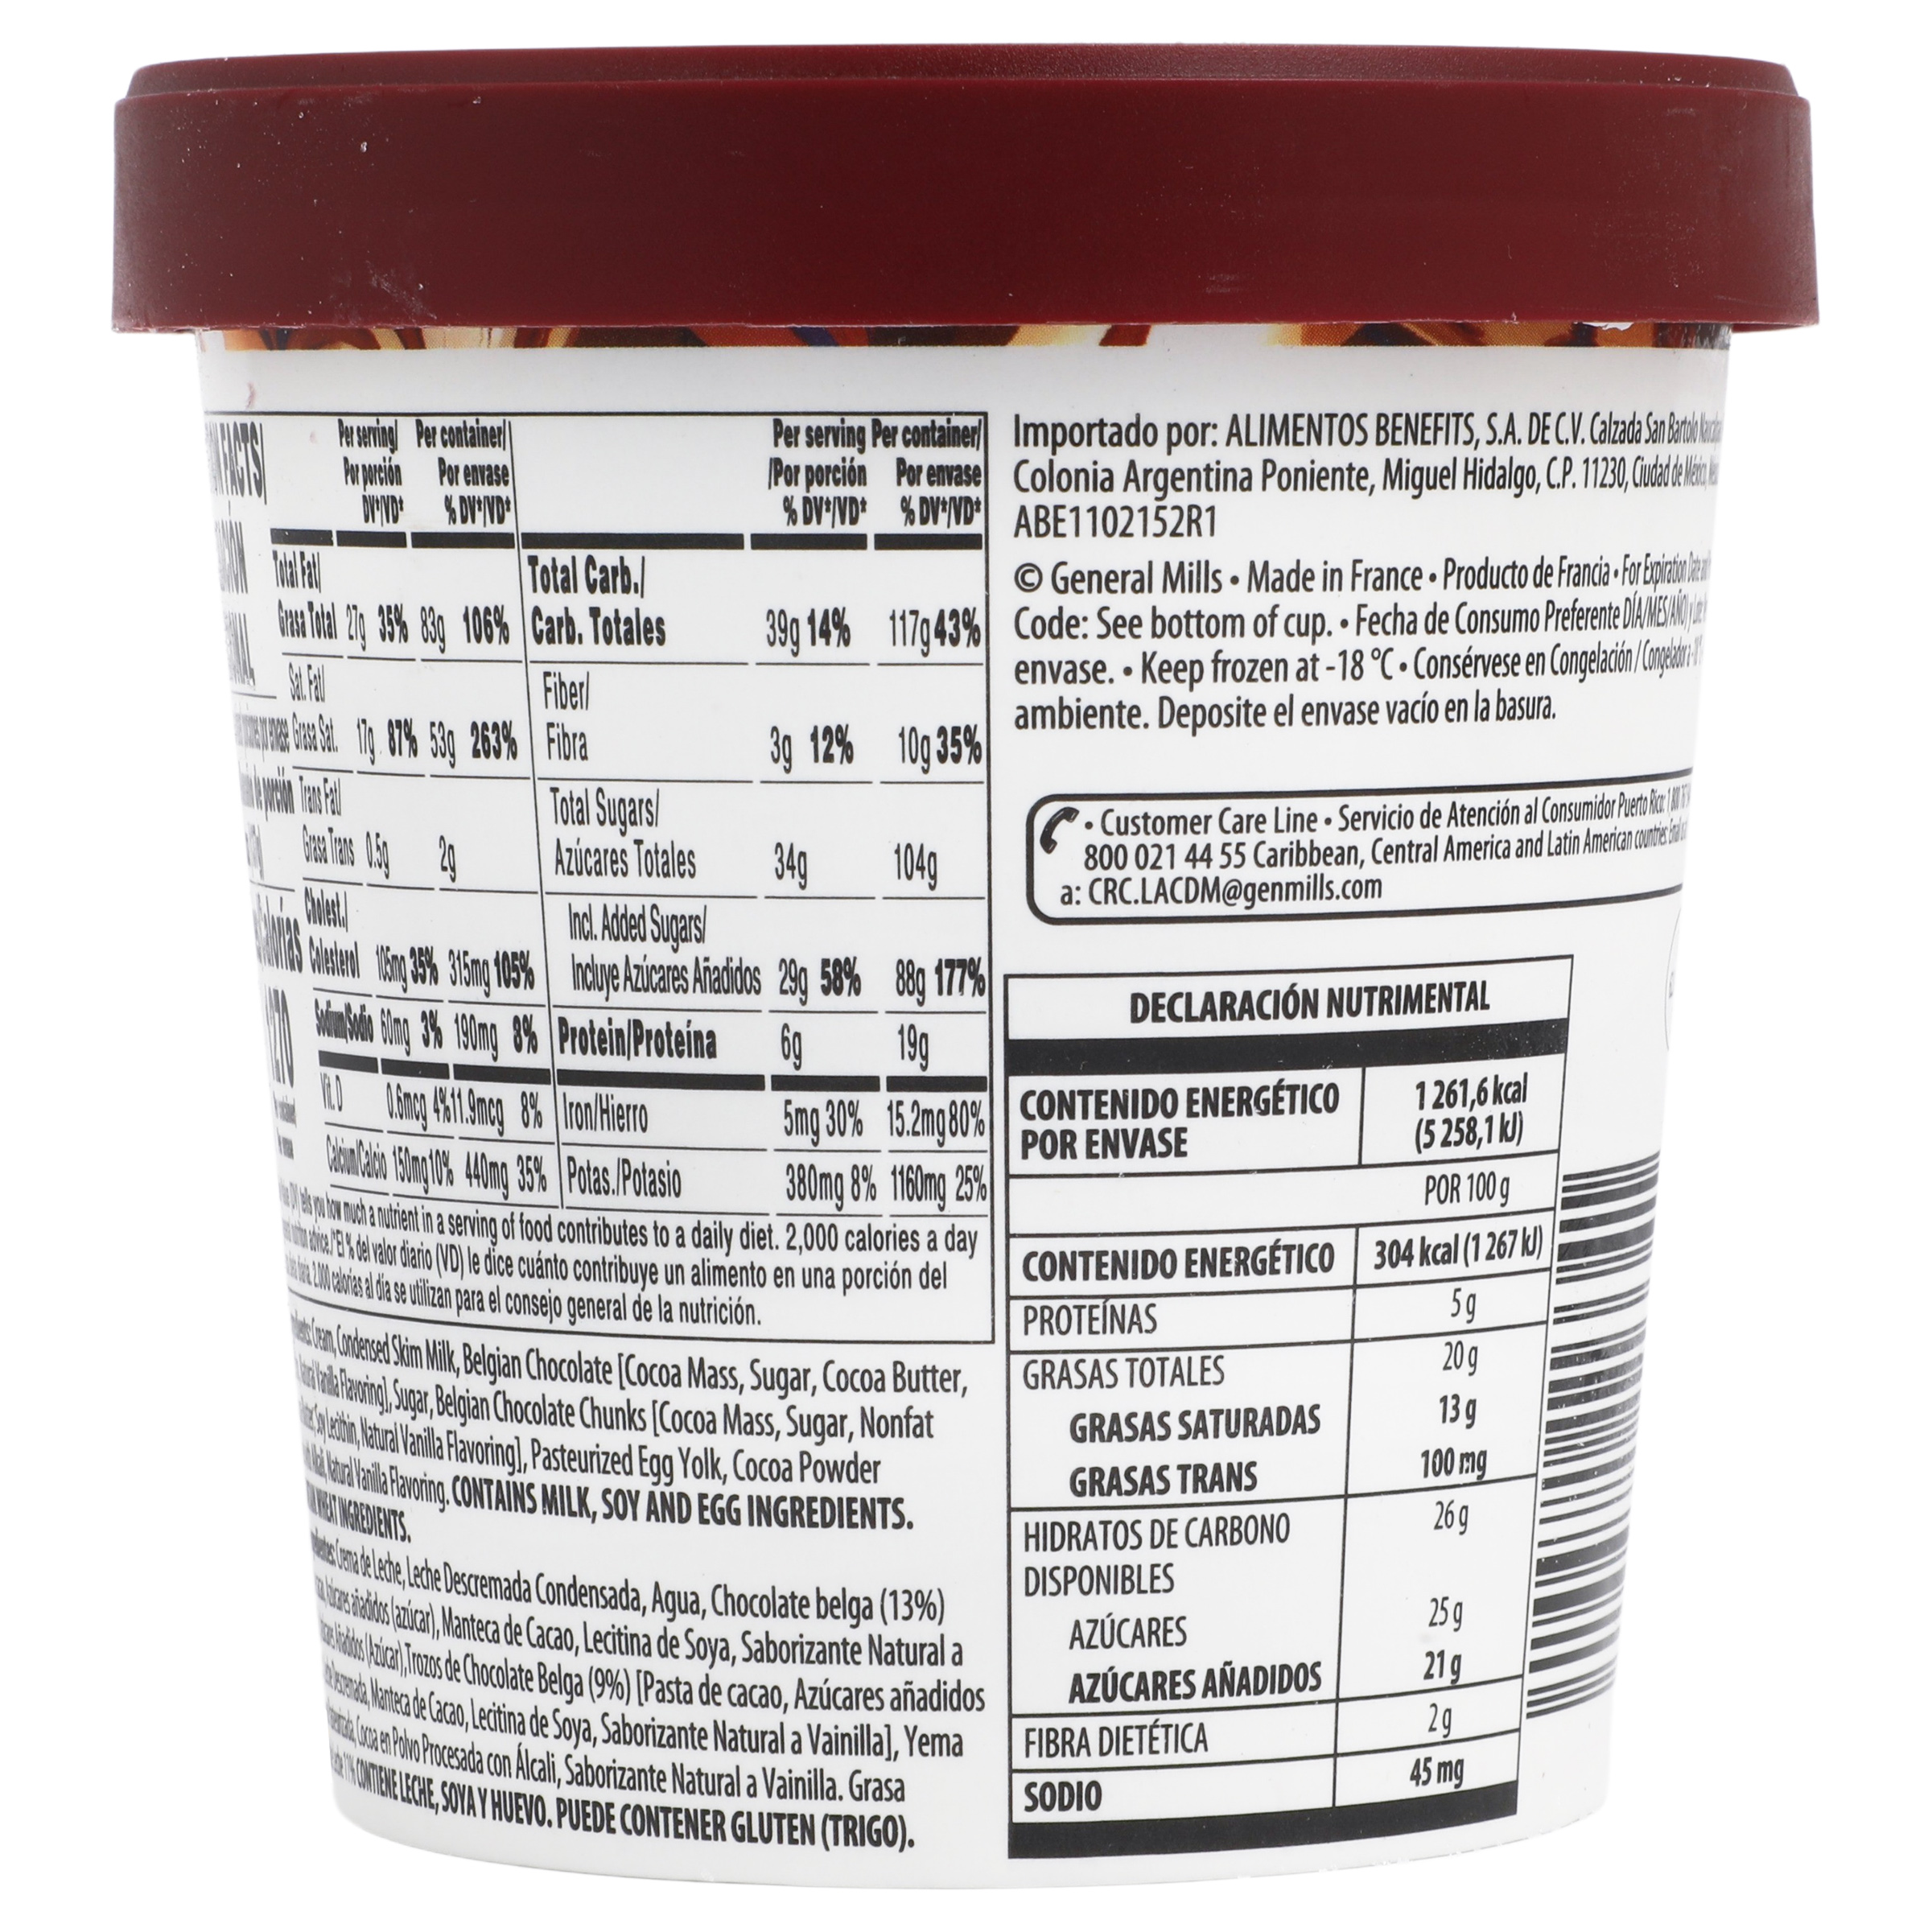 FACTS/
Per serving/ Per container/
Por porción Por envase
DV*/VD* % DV*/VD*
Total Fat/
Grasa Total 27g 35% 83g 106%
Sat. Fat/
Grasa Sat. 17g 87% 53g 263%
Trans Fat/
Grasa Trans 0.5g 2g
Cholest./
Colesterol 105mg 35% 315mg 105%
Sodium/Sodio 60mg 3% 190mg 8%
Vit. D 0.6mcg 4% 11.9mcg 8%
Calcium/Calcio 150mg 10% 440mg 35%
de porción
Calorías
1270
Per serving Per container/
/Por porción Por envase
% DV*/VD* % DV*/VD*
Total Carb./
Carb. Totales 39g 14% 117g 43%
Fiber/
Fibra 3g 12% 10g 35%
Total Sugars/
Azúcares Totales 34g 104g
Incl. Added Sugars/
Incluye Azúcares Añadidos 29g 58% 88g 177%
Protein/Proteína 6g 19g
Iron/Hierro 5mg 30% 15.2mg 80%
Potas./Potasio 380mg 8% 1160mg 25%
(DV) tells you how much a nutrient in a serving of food contributes to a daily diet. 2,000 calories a day
advice./*El % del valor diario (VD) le dice cuánto contribuye un alimento en una porción del
diaria. 2,000 calorías al día se utilizan para el consejo general de la nutrición.
Cream, Condensed Skim Milk, Belgian Chocolate [Cocoa Mass, Sugar, Cocoa Butter,
Natural Vanilla Flavoring], Sugar, Belgian Chocolate Chunks [Cocoa Mass, Sugar, Nonfat
Soy Lecithin, Natural Vanilla Flavoring], Pasteurized Egg Yolk, Cocoa Powder
Natural Vanilla Flavoring. CONTAINS MILK, SOY AND EGG INGREDIENTS.
WHEAT INGREDIENTS.
Crema de Leche, Leche Descremada Condensada, Agua, Chocolate belga (13%)
Azúcares añadidos (azúcar), Manteca de Cacao, Lecitina de Soya, Saborizante Natural a
Añadidos (Azúcar), Trozos de Chocolate Belga (9%) [Pasta de cacao, Azúcares añadidos
Descremada, Manteca de Cacao, Lecitina de Soya, Saborizante Natural a Vainilla], Yema
Cocoa en Polvo Procesada con Álcali, Saborizante Natural a Vainilla. Grasa
11% CONTIENE LECHE, SOYA Y HUEVO. PUEDE CONTENER GLUTEN (TRIGO).
Importado por: ALIMENTOS BENEFITS, S.A. DE C.V. Calzada San Bartolo
Colonia Argentina Poniente, Miguel Hidalgo, C.P. 11230, Ciudad de México,
ABE1102152R1
© General Mills • Made in France • Producto de Francia • For Expiration Date
Code: See bottom of cup. • Fecha de Consumo Preferente DÍA/MES/AÑO) y
envase. • Keep frozen at -18 °C • Consérvese en Congelación / Congelador a
ambiente. Deposite el envase vacío en la basura.
• Customer Care Line • Servicio de Atención al Consumidor Puerto Rico: 1 800
800 021 44 55 Caribbean, Central America and Latin American countries:
a: CRC.LACDM@genmills.com
DECLARACIÓN NUTRIMENTAL
CONTENIDO ENERGÉTICO 1 261,6 kcal
POR ENVASE (5 258,1 kJ)
POR 100 g
CONTENIDO ENERGÉTICO 304 kcal (1 267 kJ)
PROTEÍNAS 5 g
GRASAS TOTALES 20 g
GRASAS SATURADAS 13 g
GRASAS TRANS 100 mg
HIDRATOS DE CARBONO 26 g
DISPONIBLES
AZÚCARES 25 g
AZÚCARES AÑADIDOS 21 g
FIBRA DIETÉTICA 2 g
SODIO 45 mg